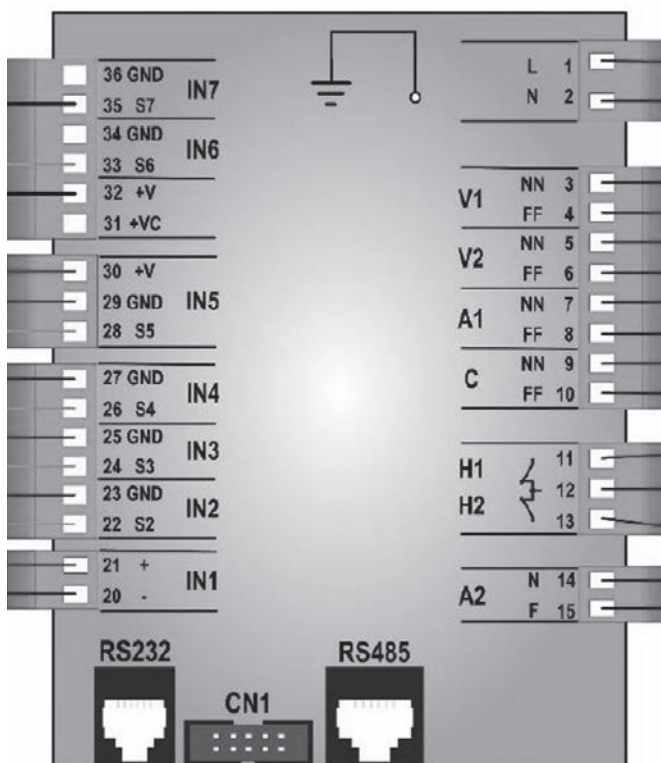 36 GND
35 S7
IN7
34 GND
33 S6
IN6
32 +V
31 +VC
30 +V
29 GND
28 S5
IN5
27 GND
26 S4
IN4
25 GND
24 S3
IN3
23 GND
22 S2
IN2
21 +
20 -
IN1
L 1
N 2
V1
NN 3
FF 4
V2
NN 5
FF 6
A1
NN 7
FF 8
C
NN 9
FF 10
H1
H2
11
12
13
A2
N 14
F 15
RS232
CN1
RS485